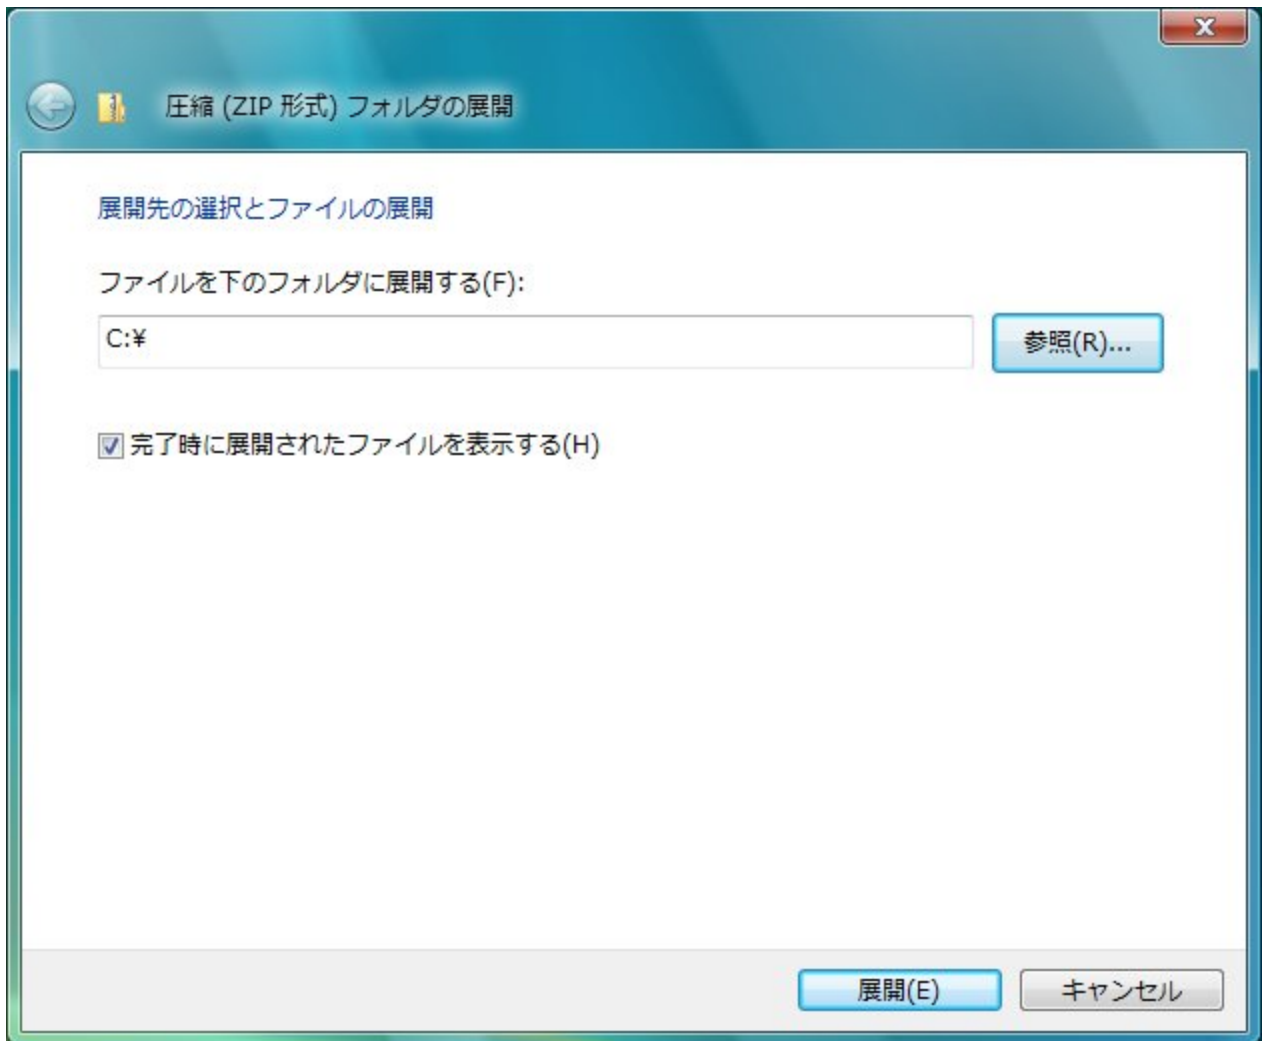 圧縮 (ZIP 形式) フォルダの展開
展開先の選択とファイルの展開
ファイルを下のフォルダに展開する(F):
C:¥
参照(R)...
完了時に展開されたファイルを表示する(H)
展開(E)
キャンセル